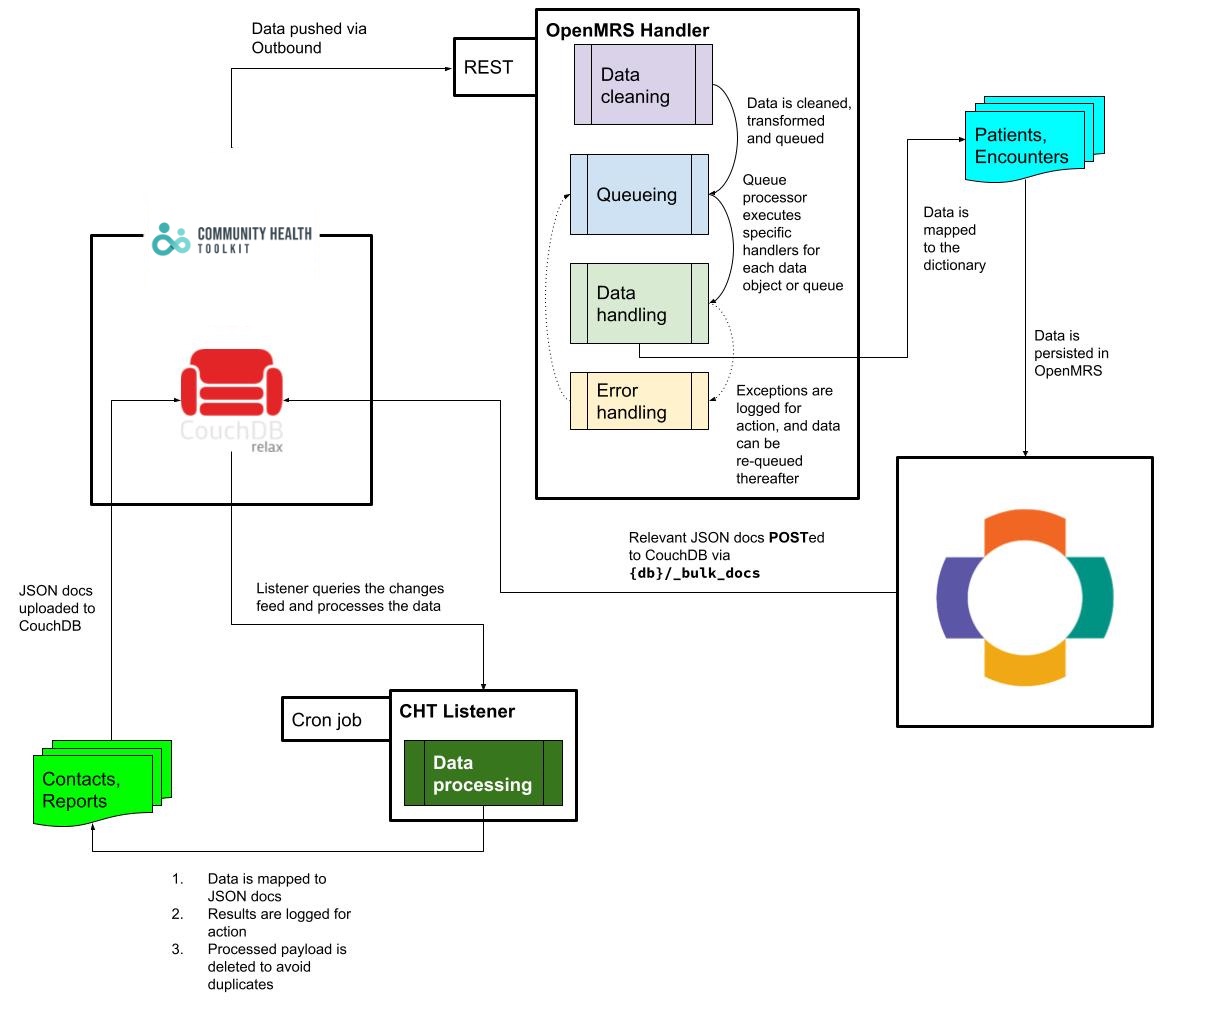 Data pushed via
Outbound
REST
OpenMRS Handler
Data
cleaning
Data is cleaned,
transformed
and queued
Queueing
Queue
processor
executes
specific
handlers for
each data
object or queue
Data
handling
Error
handling
Exceptions are
logged for
action, and data
can be
re-queued
thereafter
Patients,
Encounters
Data is
mapped
to the
dictionary
Data is
persisted in
OpenMRS
COMMUNITY HEALTH
TOOLKIT
CouchDB
relax
Relevant JSON docs POSTed
to CouchDB via
{db}/_bulk_docs
JSON docs
uploaded to
CouchDB
Listener queries the changes
feed and processes the data
Cron job
CHT Listener
Data
processing
Contacts,
Reports
1. Data is mapped to
JSON docs
2. Results are logged for
action
3. Processed payload is
deleted to avoid
duplicates